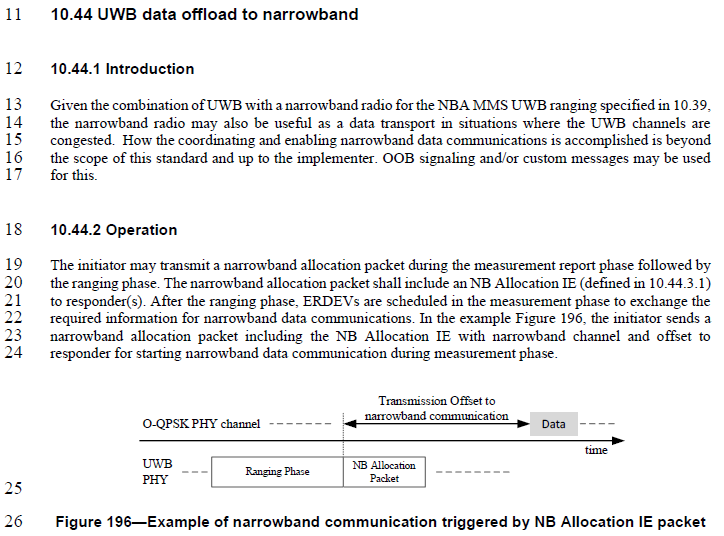 11 10.44 UWB data offload to narrowband
12 10.44.1 Introduction
13 Given the combination of UWB with a narrowband radio for the NBA MMS UWB ranging specified in 10.39,
14 the narrowband radio may also be useful as a data transport in situations where the UWB channels are
15 congested. How the coordinating and enabling narrowband data communications is accomplished is beyond
16 the scope of this standard and up to the implementer. OOB signaling and/or custom messages may be used
17 for this.
18 10.44.2 Operation
19 The initiator may transmit a narrowband allocation packet during the measurement report phase followed by
20 the ranging phase. The narrowband allocation packet shall include an NB Allocation IE (defined in 10.44.3.1)
21 to responder(s). After the ranging phase, ERDEVs are scheduled in the measurement phase to exchange the
22 required information for narrowband data communications. In the example Figure 196, the initiator sends a
23 narrowband allocation packet including the NB Allocation IE with narrowband channel and offset to
24 responder for starting narrowband data communication during measurement phase.
Transmission Offset to
narrowband communication
O-QPSK PHY channel
Data
time
UWB
PHY
Ranging Phase
NB Allocation
Packet
25
26 Figure 196—Example of narrowband communication triggered by NB Allocation IE packet